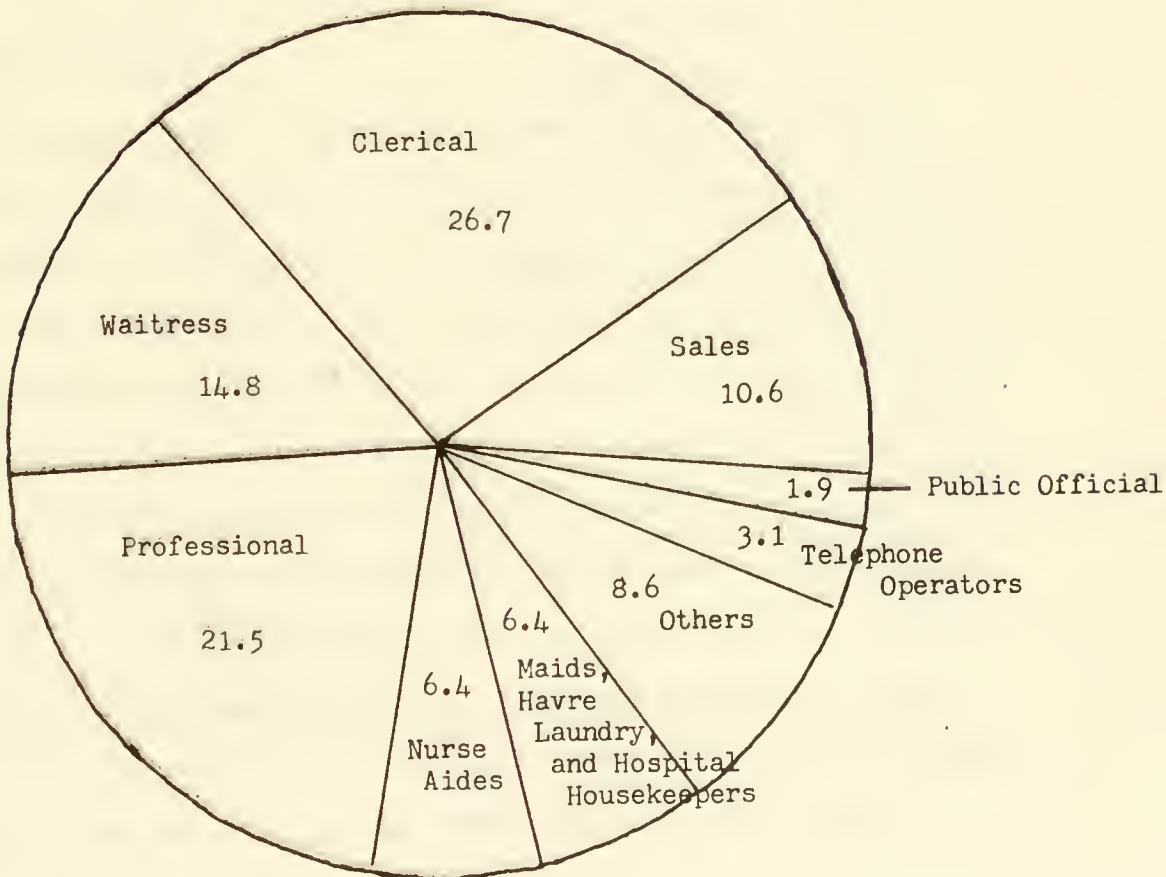 Clerical
26.7
Waitress
14.8
Sales
10.6
1.9 Public Official
3.1 Telephone
Operators
8.6
Others
Professional
21.5
6.4
Maids,
Havre
Laundry,
and Hospital
Housekeepers
6.4
Nurse
Aides